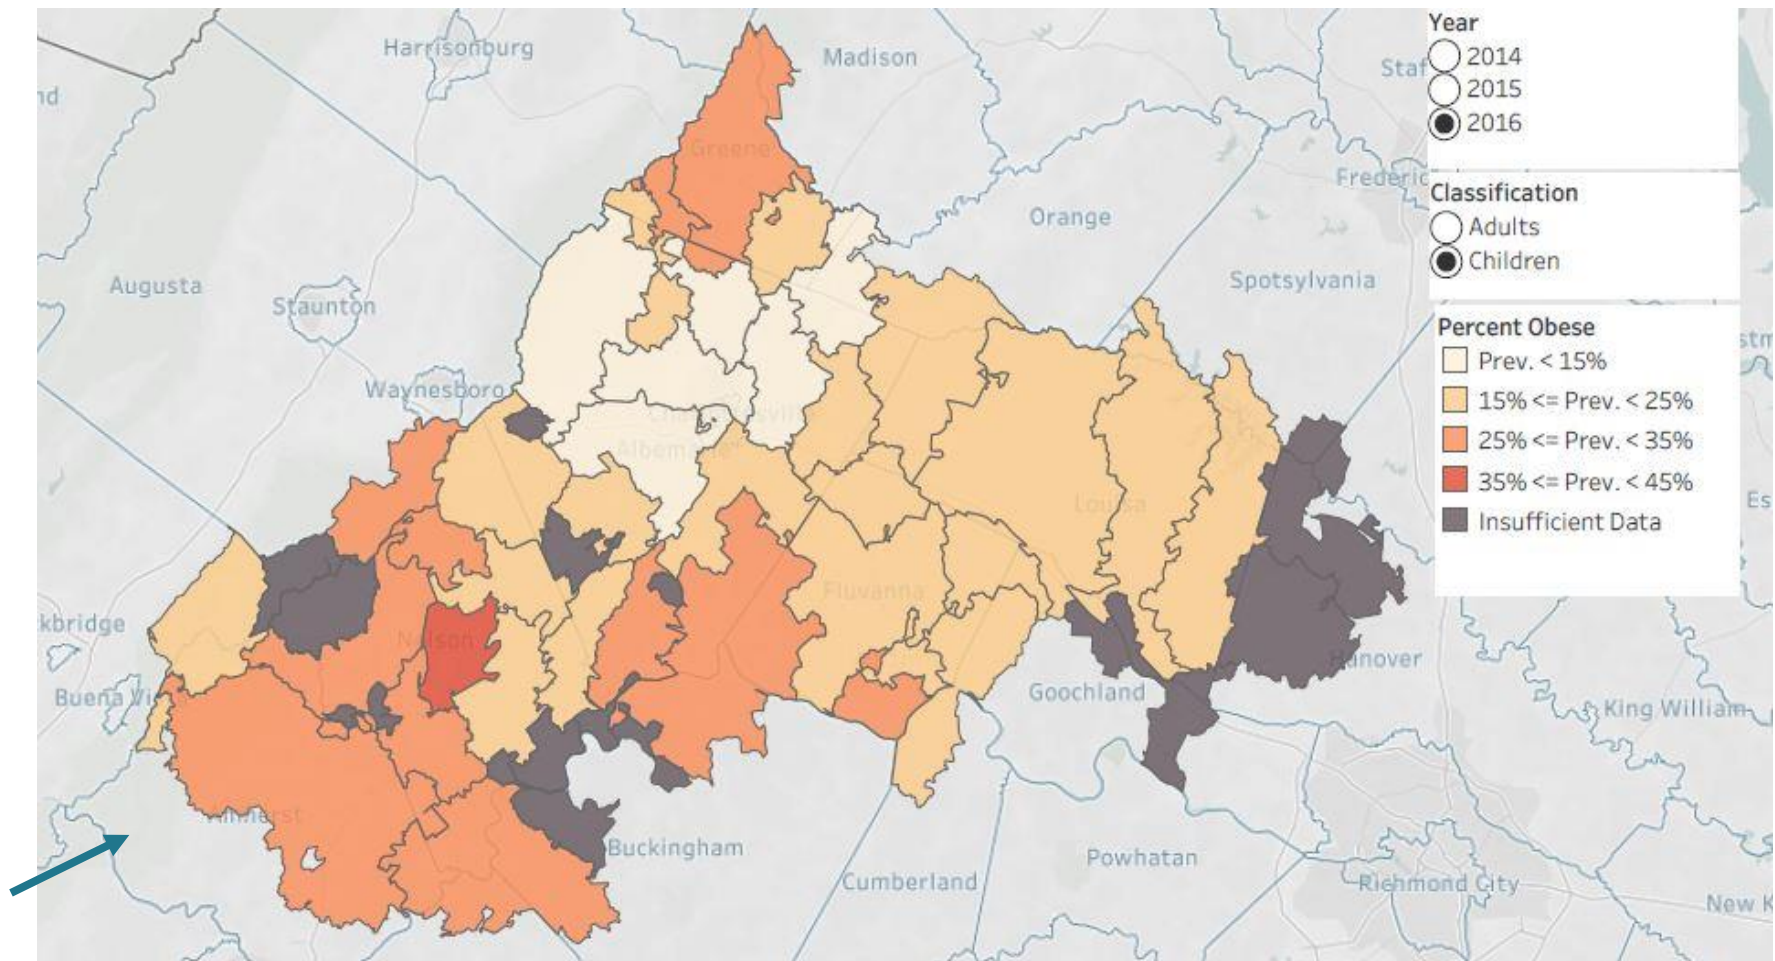 Harrisonburg
Madison
Year
2014
2015
2016
Greene
Orange
Classification
Adults
Children
Augusta
Staunton
Spotsylvania
Percent Obese
Prev. < 15%
15% <= Prev. < 25%
25% <= Prev. < 35%
35% <= Prev. < 45%
Insufficient Data
Waynesboro
Louisa
Fluvanna
Nelson
Hanover
Goochland
King William
Amherst
Buckingham
Cumberland
Powhatan
Richmond City